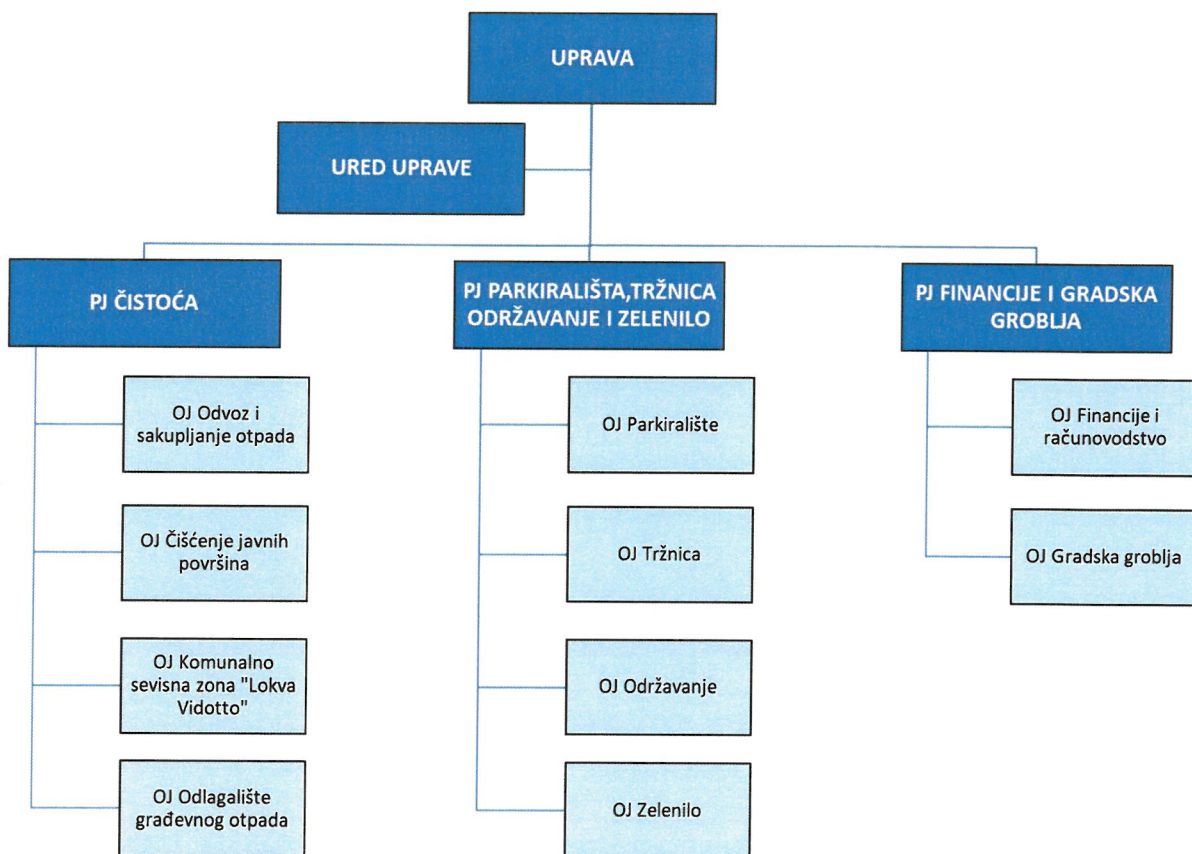 UPRAVA
URED UPRAVE
PJ ČISTOĆA
OJ Odvoz i
sakupljanje otpada
OJ Čišćenje javnih
površina
OJ Komunalno
sevisna zona "Lokva
Vidotto"
OJ Odlagalište
građevnog otpada
PJ PARKIRALIŠTA,TRŽNICA
ODRŽAVANJE I ZELENILO
OJ Parkiralište
OJ Tržnica
OJ Održavanje
OJ Zelenilo
PJ FINANCIJE I GRADSKA
GROBLJA
OJ Financije i
računovodstvo
OJ Gradska groblja